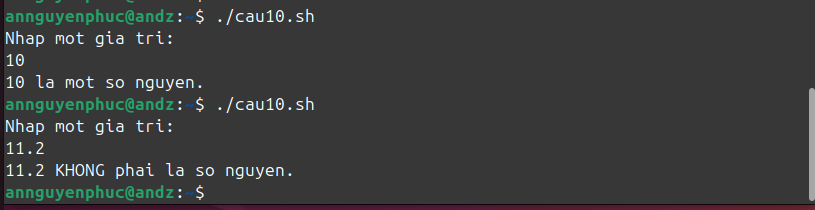 annguyenphuc@andz:~$ ./cau10.sh
Nhap mot gia tri:
10
10 la mot so nguyen.
annguyenphuc@andz:~$ ./cau10.sh
Nhap mot gia tri:
11.2
11.2 KHONG phai la so nguyen.
annguyenphuc@andz:~$